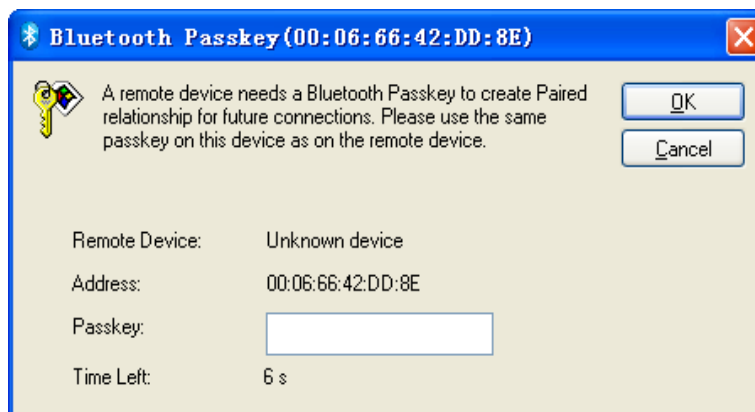 Bluetooth Passkey(00:06:66:42:DD:8E)
A remote device needs a Bluetooth Passkey to create Paired
relationship for future connections. Please use the same
passkey on this device as on the remote device.
OK
Cancel
Remote Device: Unknown device
Address: 00:06:66:42:DD:8E
Passkey:
Time Left: 6 s